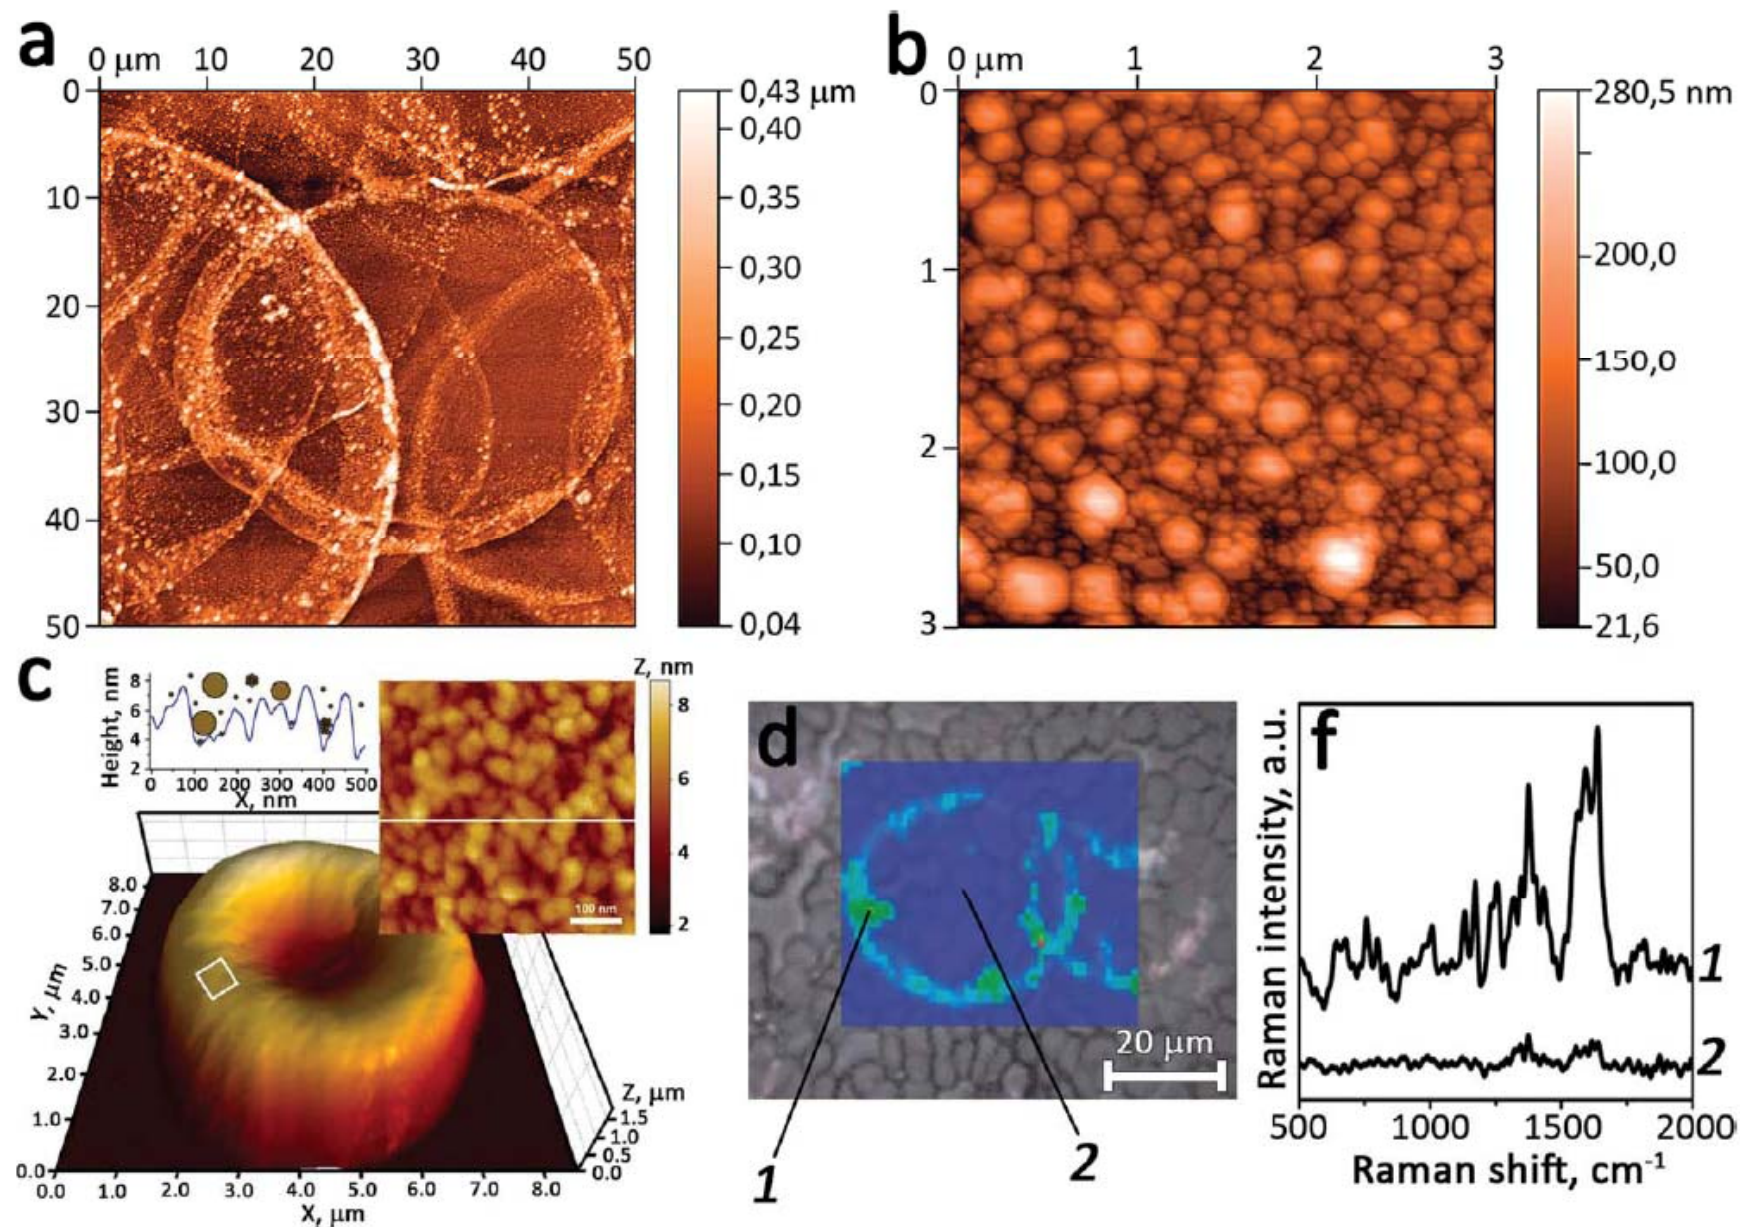 a
0 μm 10 20 30 40 50
0
10
20
30
40
50
0,43 μm
0,40
0,35
0,30
0,25
0,20
0,15
0,10
0,04
b
0 μm 1 2 3
0
1
2
3
280,5 nm
200,0
150,0
100,0
50,0
21,6
c
Height, nm
8
6
4
2
0 100 200 300 400 500
X, nm
Z, nm
8
6
4
2
100 nm
8.0
7.0
6.0
5.0
4.0
3.0
2.0
1.0
0.0
Y, μm
0.0 1.0 2.0 3.0 4.0 5.0 6.0 7.0 8.0
X, μm
Z, μm
1.5
1.0
0.5
0.0
d
20 μm
1
2
f
Raman intensity, a.u.
1
2
500 1000 1500 2000
Raman shift, cm⁻¹